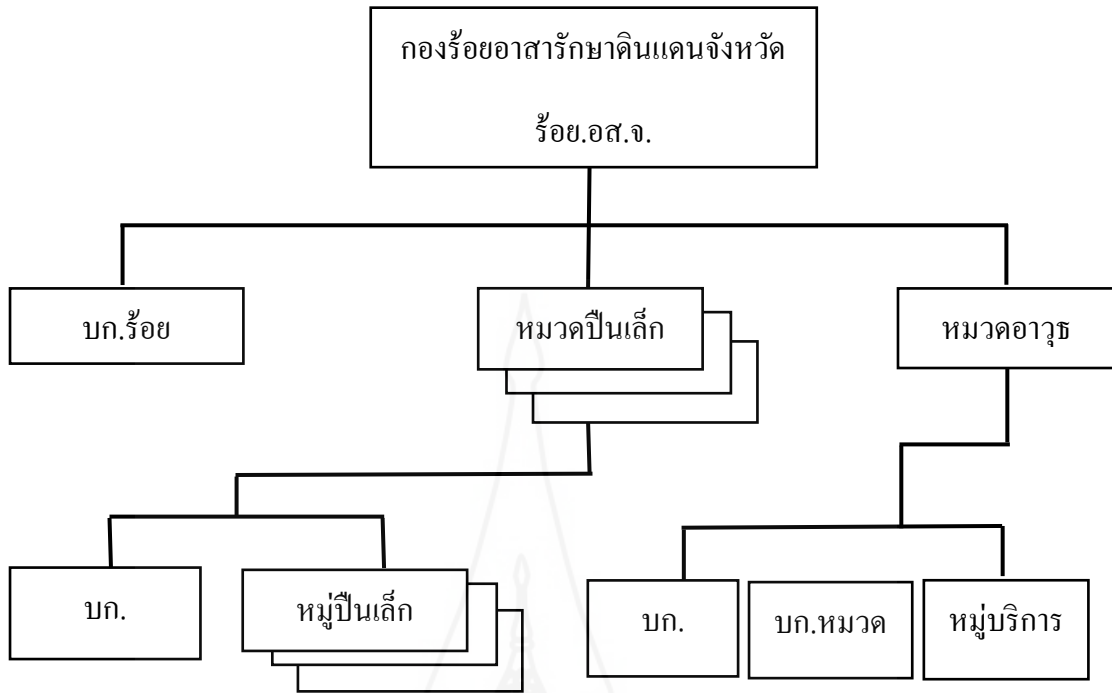 กองร้อยอาสารักษาดินแดนจังหวัด
ร้อย.อส.จ.
บก.ร้อย
หมวดปืนเล็ก
หมวดอาวุธ
บก.
หมู่ปืนเล็ก
บก.
บก.หมวด
หมู่บริการ